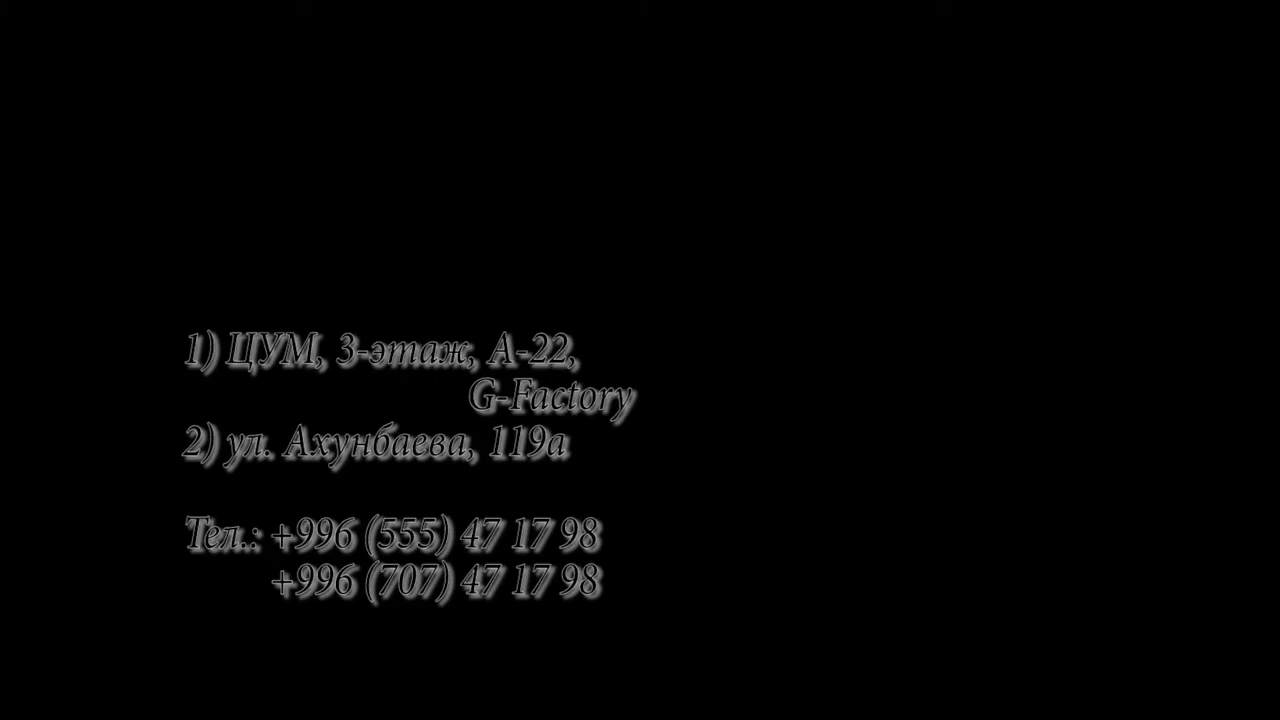 1) ЦУМ, 3-этаж, А-22,
G-Factory
2) ул. Ахунбаева, 119а
Тел.: +996 (555) 47 17 98
+996 (707) 47 17 98